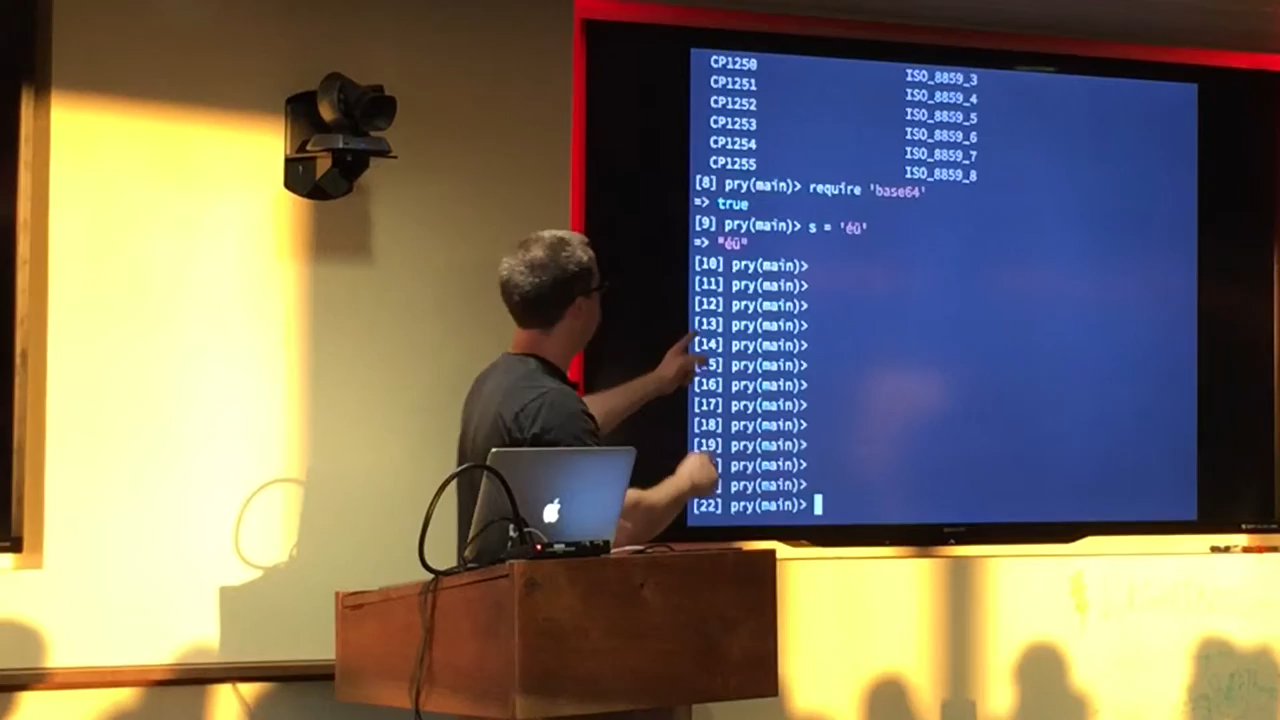 CP1250 ISO_8859_3
CP1251 ISO_8859_4
CP1252 ISO_8859_5
CP1253 ISO_8859_6
CP1254 ISO_8859_7
CP1255 ISO_8859_8
[8] pry(main)> require 'base64'
=> true
[9] pry(main)> s = 'éü'
=> "éü"
[10] pry(main)>
[11] pry(main)>
[12] pry(main)>
[13] pry(main)>
[14] pry(main)>
15] pry(main)>
[16] pry(main)>
[17] pry(main)>
[18] pry(main)>
[19] pry(main)>
] pry(main)>
] pry(main)>
[22] pry(main)>